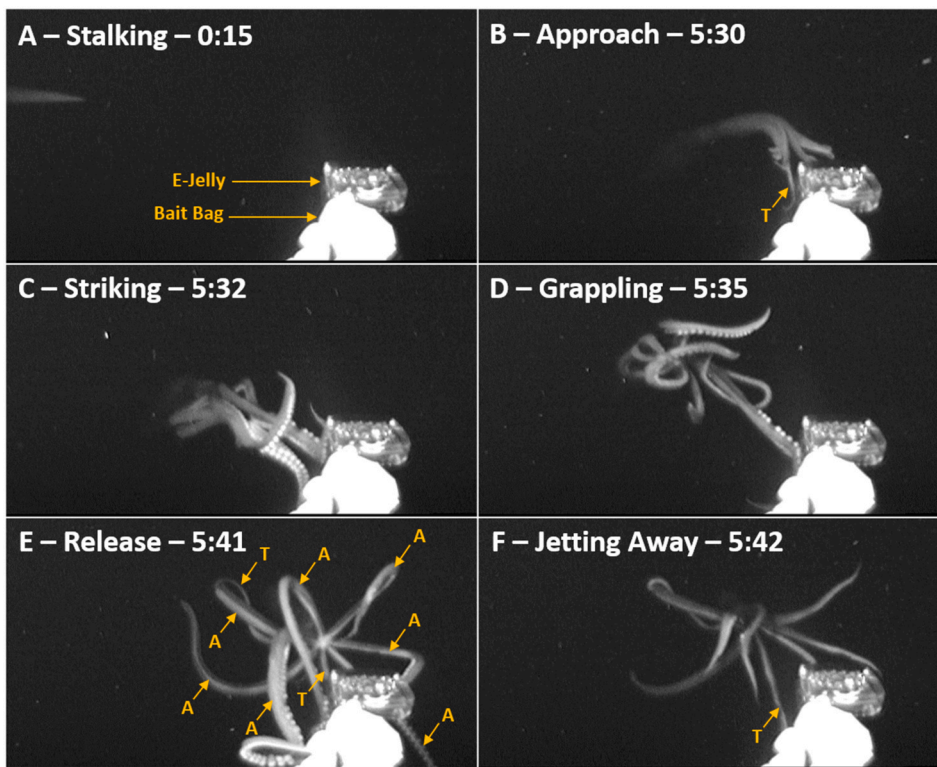 A – Stalking – 0:15
E-Jelly
Bait Bag
B – Approach – 5:30
T
C – Striking – 5:32
D – Grappling – 5:35
E – Release – 5:41
T
A
A
A
A
A
A
T
A
F – Jetting Away – 5:42
T